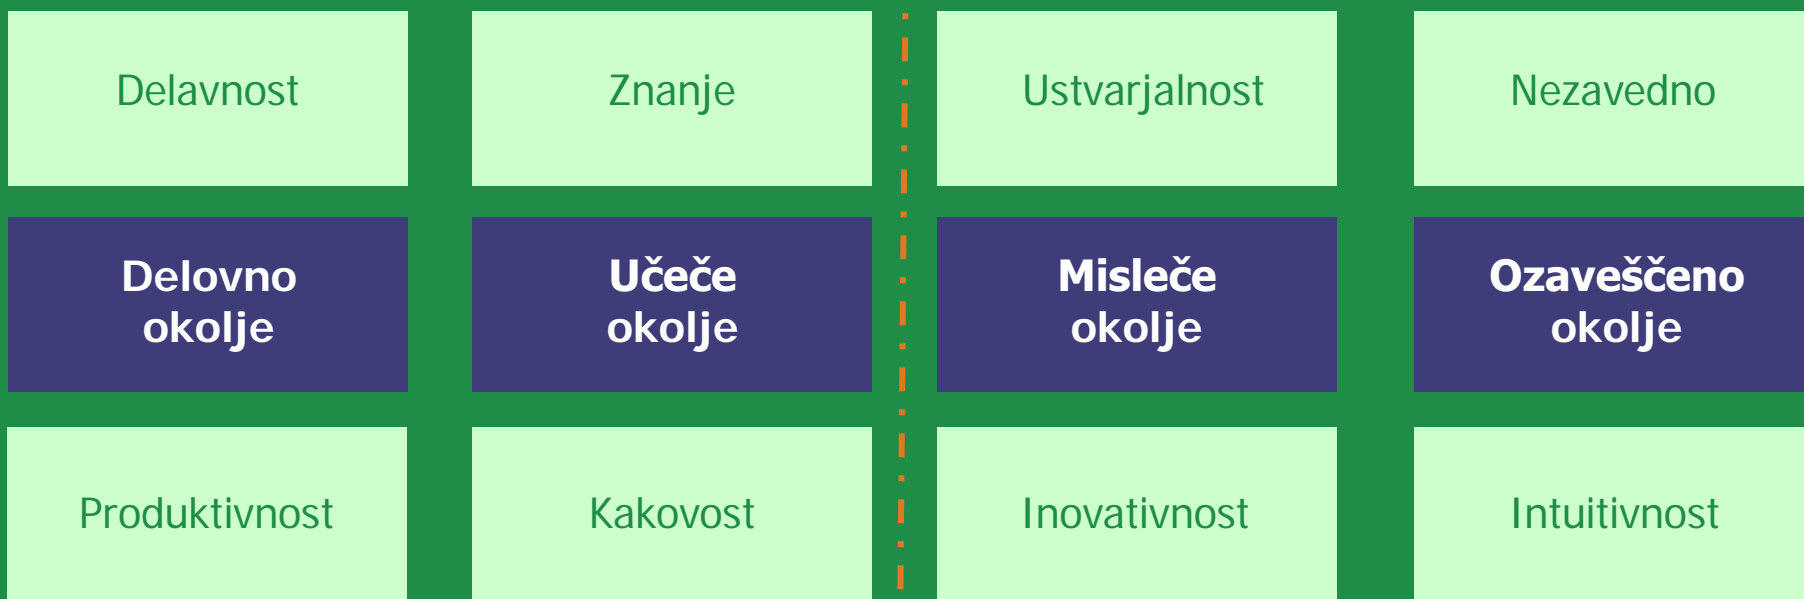 Delavnost
Znanje
Ustvarjalnost
Nezavedno
Delovno
okolje
Učeče
okolje
Misleče
okolje
Ozaveščeno
okolje
Produktivnost
Kakovost
Inovativnost
Intuitivnost